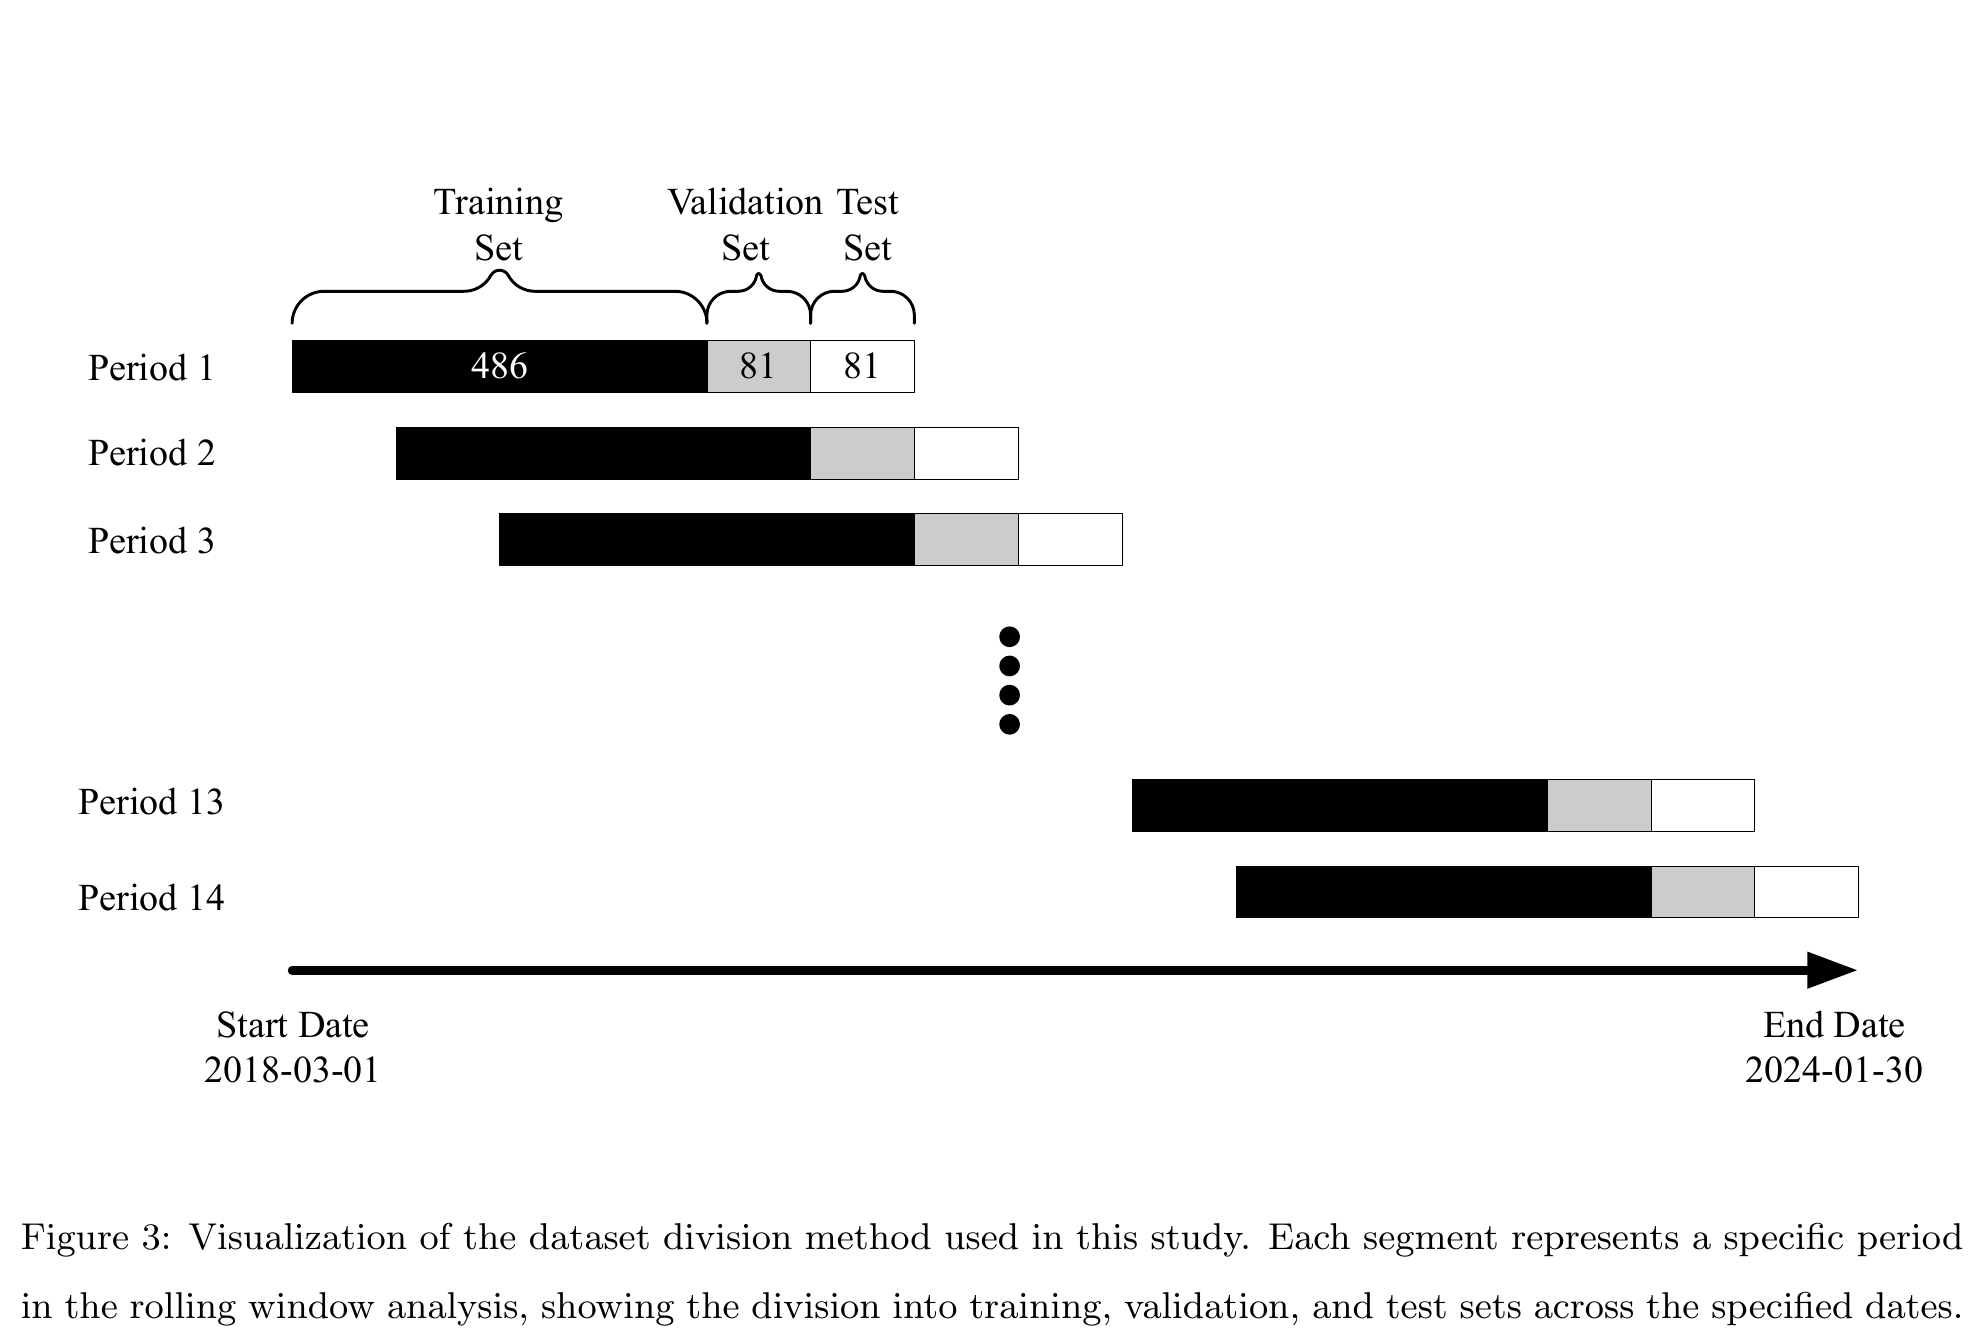 Training
Set
Validation
Set
Test
Set
Period 1
486
81
81
Period 2
Period 3
Period 13
Period 14
Start Date
2018-03-01
End Date
2024-01-30
Figure 3: Visualization of the dataset division method used in this study. Each segment represents a specific period
in the rolling window analysis, showing the division into training, validation, and test sets across the specified dates.